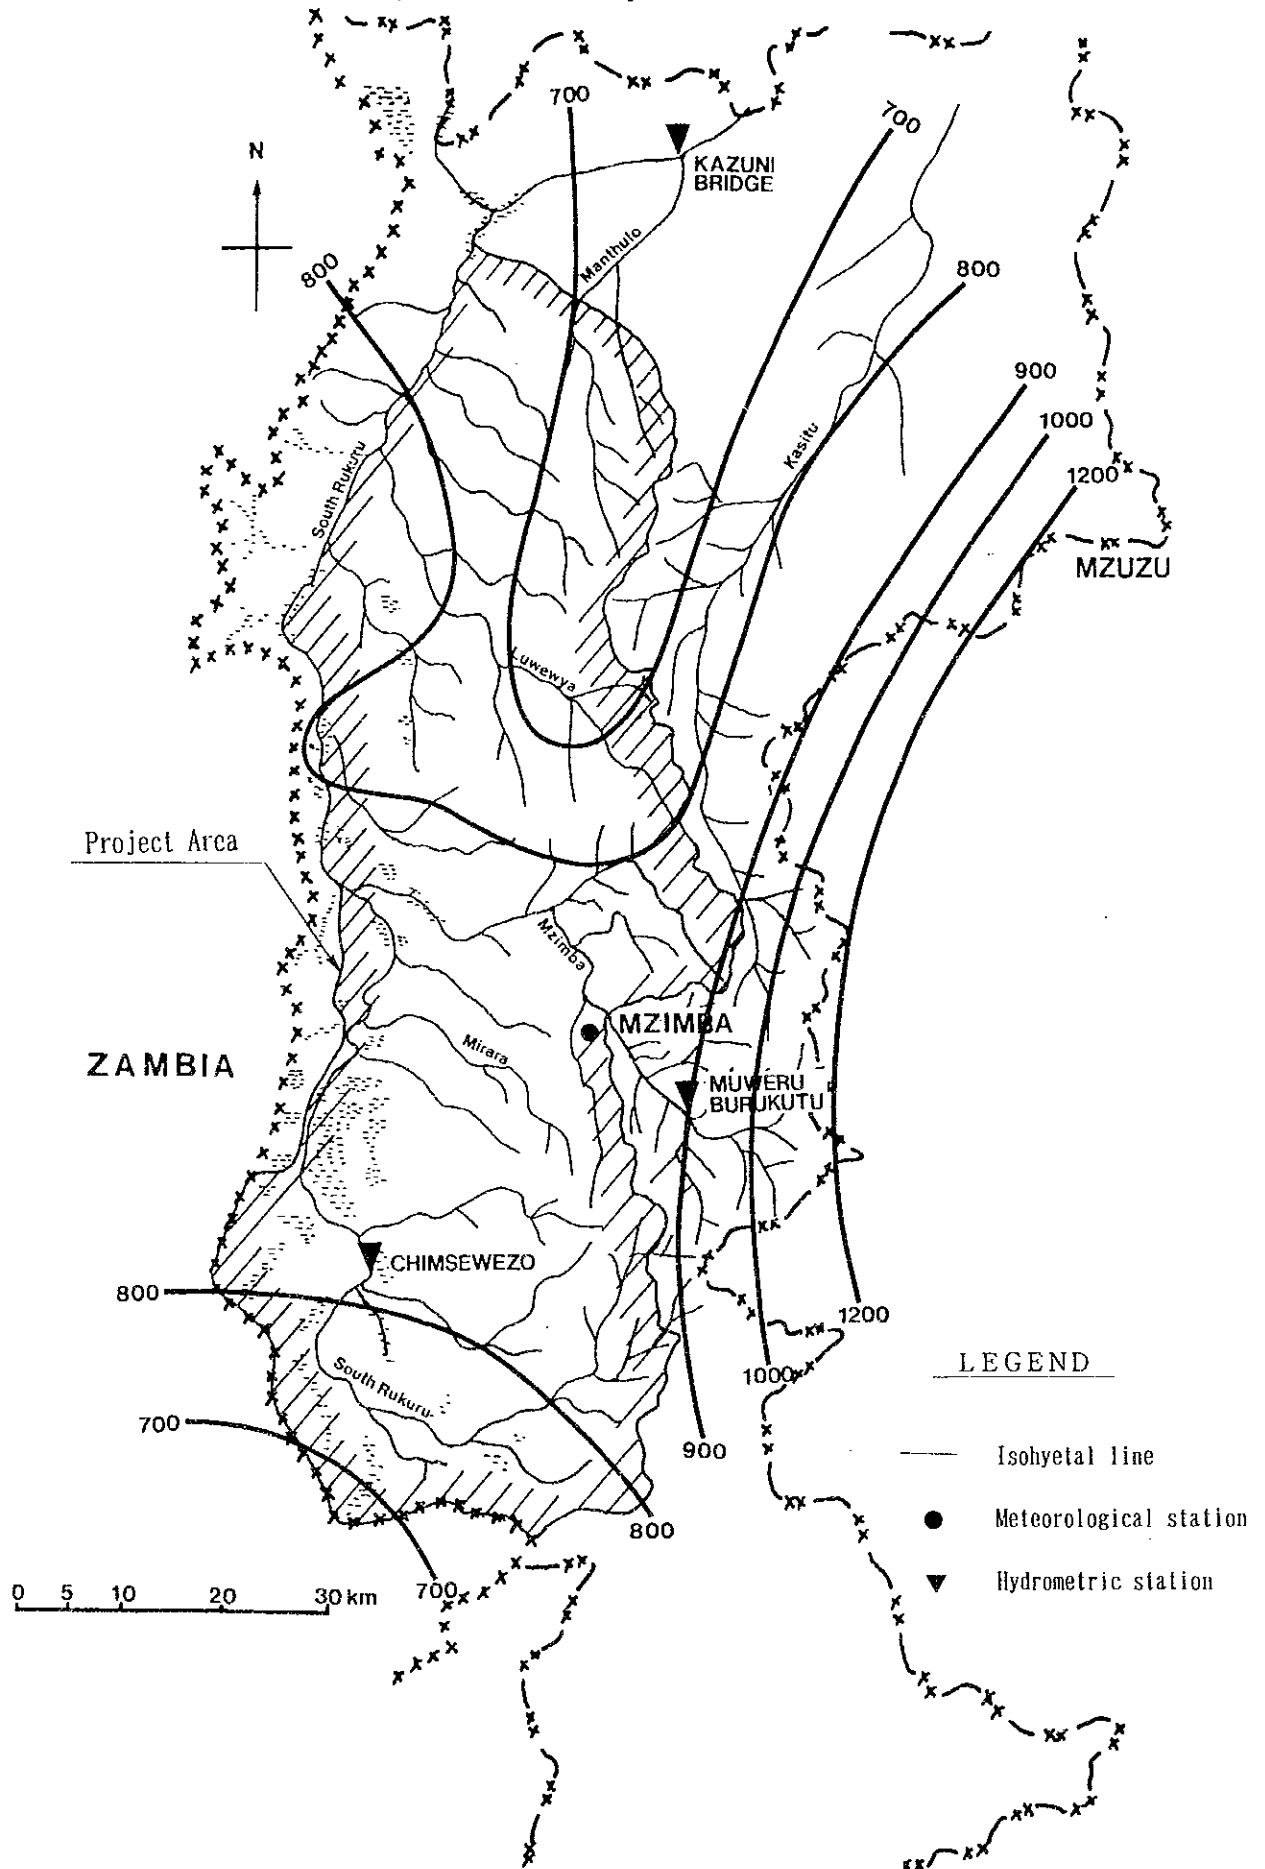 700
700
N
KAZUNI
BRIDGE
Manthulo
800
800
900
1000
1200
Kasitu
South Rukuru
MZUZU
Luwewya
Project Area
Mzimba
MZIMBA
Mirara
ZAMBIA
MUWERU
BURUKUTU
CHIMSEWEZO
800
1200
LEGEND
South Rukuru
1000
700
900
Isohyetal line
800
Meteorological station
700
Hydrometric station
0 5 10 20 30 km